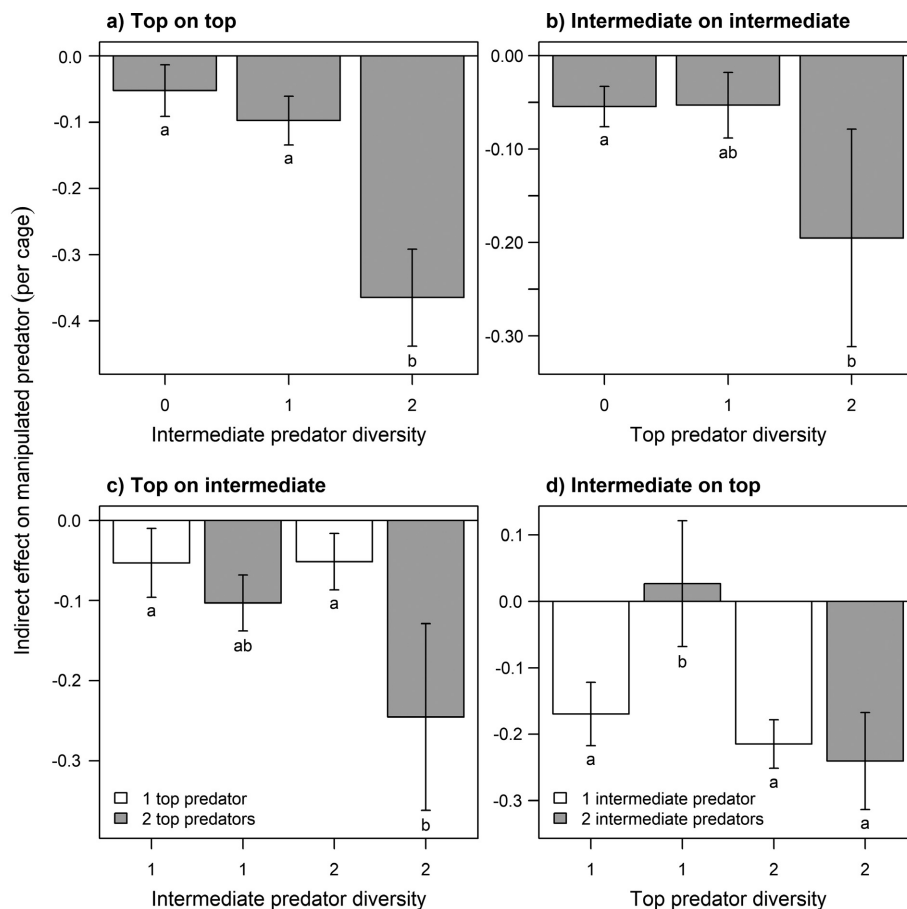 a) Top on top
b) Intermediate on intermediate
Indirect effect on manipulated predator (per cage)
0.0
-0.1
-0.2
-0.3
-0.4
a
a
b
0
1
2
Intermediate predator diversity
0.00
-0.10
-0.20
-0.30
a
ab
b
0
1
2
Top predator diversity
c) Top on intermediate
d) Intermediate on top
0.0
-0.1
-0.2
-0.3
a
ab
a
b
1 top predator
2 top predators
1
1
2
2
Intermediate predator diversity
0.1
0.0
-0.1
-0.2
-0.3
a
b
a
a
1 intermediate predator
2 intermediate predators
1
1
2
2
Top predator diversity